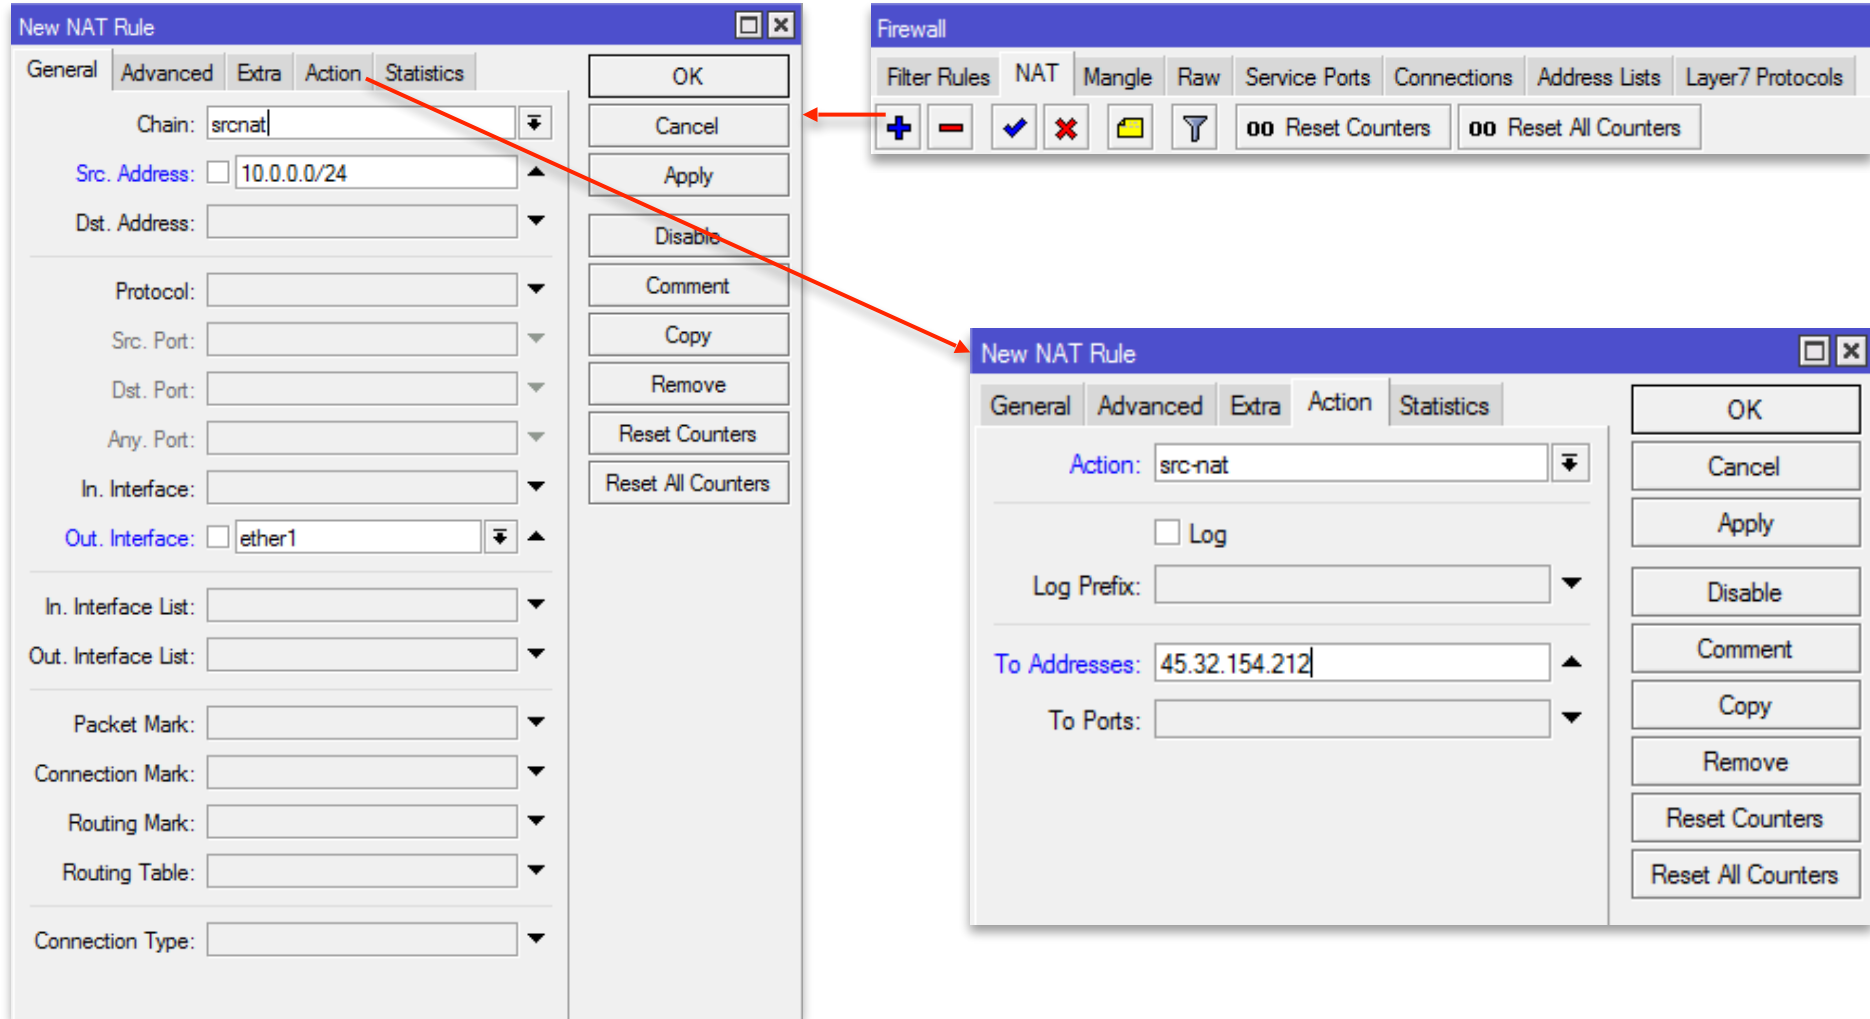 New NAT Rule
General Advanced Extra Action Statistics
Chain: srcnat
Src. Address: 10.0.0.0/24
Dst. Address:
Protocol:
Src. Port:
Dst. Port:
Any. Port:
In. Interface:
Out. Interface: ether1
In. Interface List:
Out. Interface List:
Packet Mark:
Connection Mark:
Routing Mark:
Routing Table:
Connection Type:
OK
Cancel
Apply
Disable
Comment
Copy
Remove
Reset Counters
Reset All Counters
Firewall
Filter Rules NAT Mangle Raw Service Ports Connections Address Lists Layer7 Protocols
00 Reset Counters 00 Reset All Counters
New NAT Rule
General Advanced Extra Action Statistics
Action: src-nat
Log
Log Prefix:
To Addresses: 45.32.154.212
To Ports:
OK
Cancel
Apply
Disable
Comment
Copy
Remove
Reset Counters
Reset All Counters